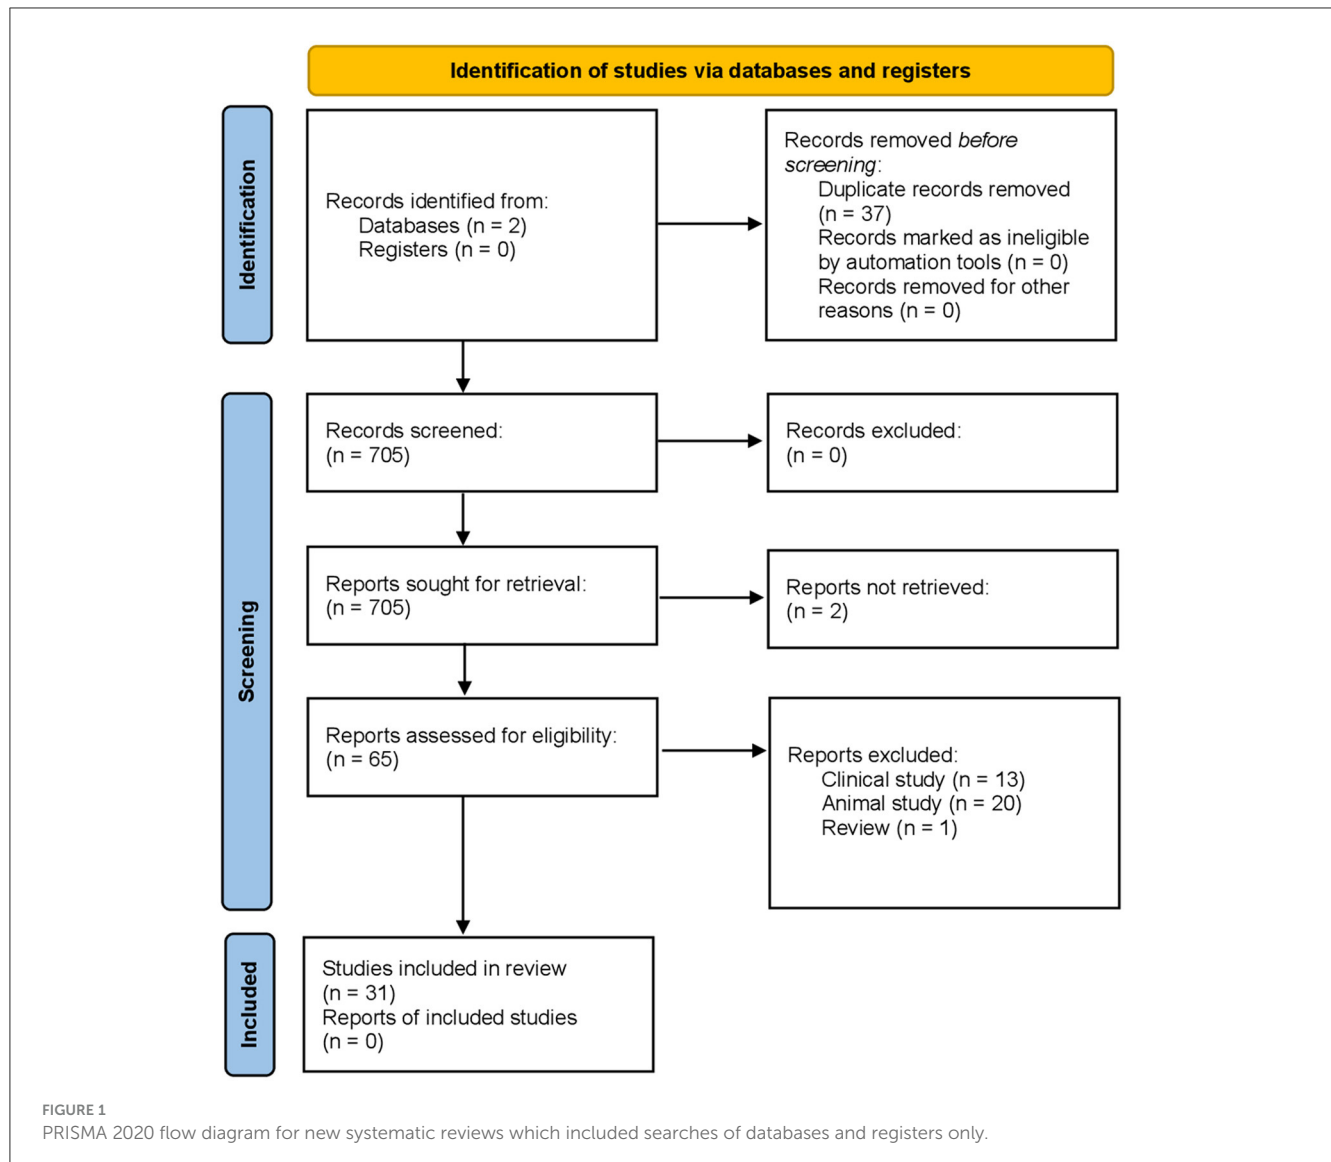 Identification of studies via databases and registers
Identification
Records identified from:
Databases (n = 2)
Registers (n = 0)
Records removed before
screening:
Duplicate records removed
(n = 37)
Records marked as ineligible
by automation tools (n = 0)
Records removed for other
reasons (n = 0)
Screening
Records screened:
(n = 705)
Records excluded:
(n = 0)
Reports sought for retrieval:
(n = 705)
Reports not retrieved:
(n = 2)
Reports assessed for eligibility:
(n = 65)
Reports excluded:
Clinical study (n = 13)
Animal study (n = 20)
Review (n = 1)
Included
Studies included in review
(n = 31)
Reports of included studies
(n = 0)
FIGURE 1
PRISMA 2020 flow diagram for new systematic reviews which included searches of databases and registers only.